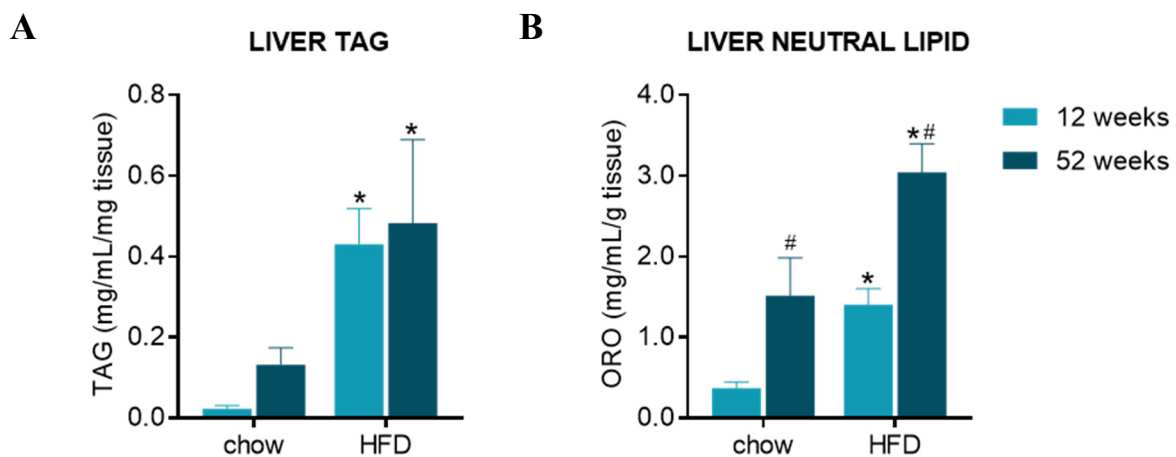 A
LIVER TAG
TAG (mg/mL/mg tissue)
0.8
0.6
0.4
0.2
0.0
*
*
chow
HFD
B
LIVER NEUTRAL LIPID
ORO (mg/mL/g tissue)
4.0
3.0
2.0
1.0
0.0
#
*
*#
chow
HFD
12 weeks
52 weeks